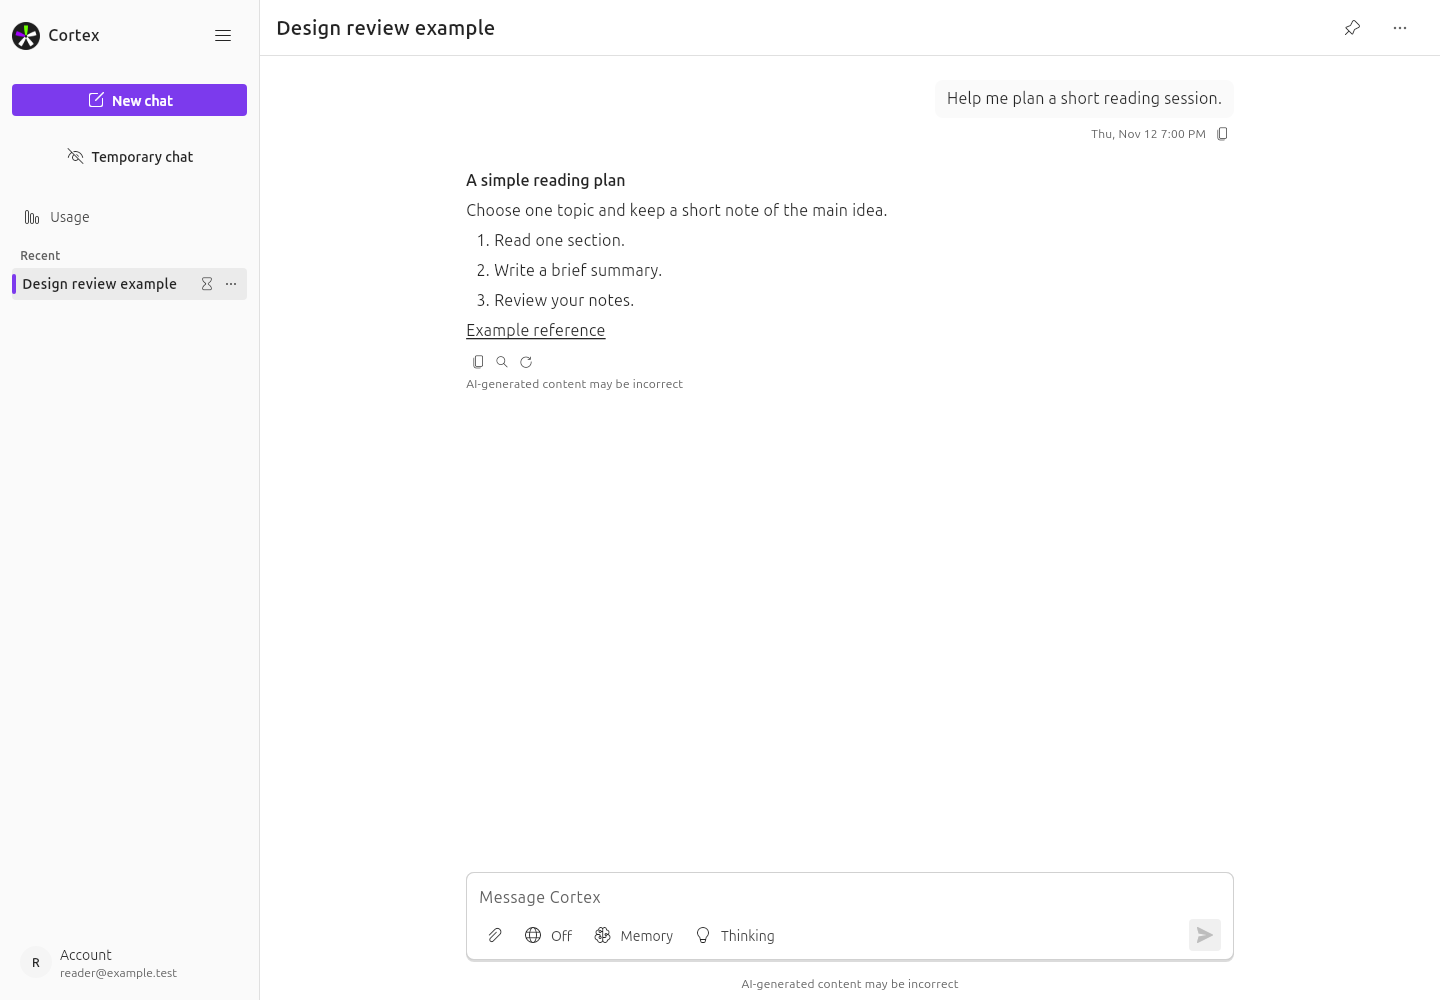 Cortex
New chat
Temporary chat
Usage
Recent
Design review example
R
Account
reader@example.test
Design review example
Help me plan a short reading session.
Thu, Nov 12 7:00 PM
A simple reading plan
Choose one topic and keep a short note of the main idea.
1. Read one section.
2. Write a brief summary.
3. Review your notes.
Example reference
AI-generated content may be incorrect
Message Cortex
Off Memory Thinking
AI-generated content may be incorrect